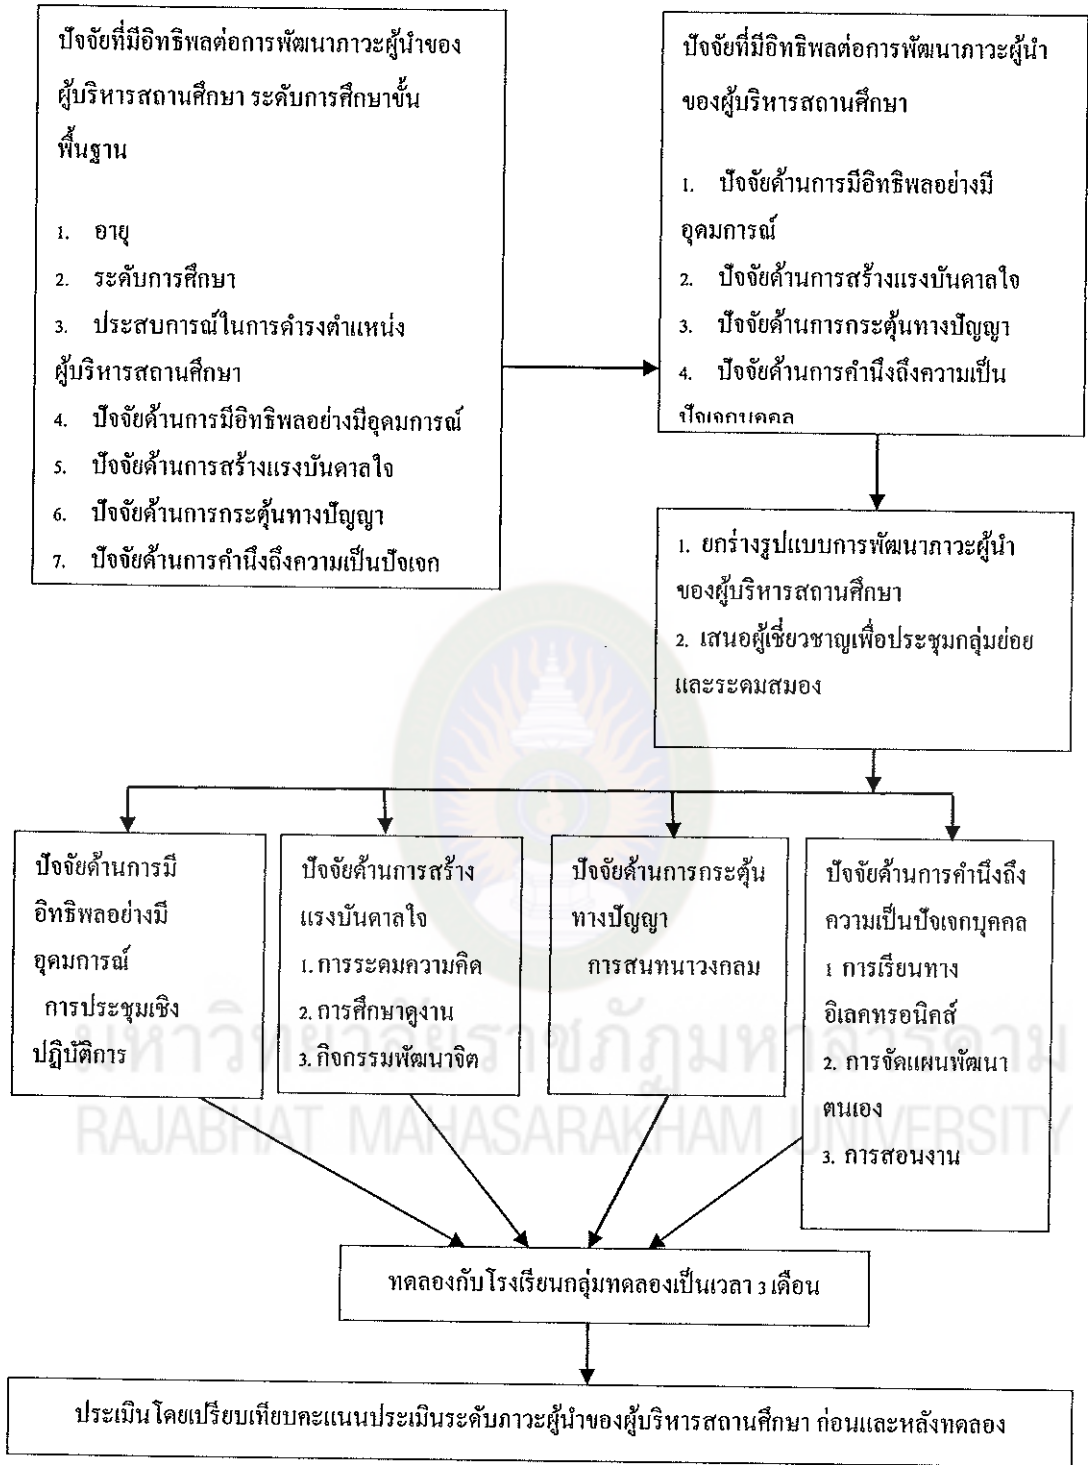 ปัจจัยที่มีอิทธิพลต่อการพัฒนาภาวะผู้นำของ
ผู้บริหารสถานศึกษา ระดับการศึกษาขั้น
พื้นฐาน
1. อายุ
2. ระดับการศึกษา
3. ประสบการณ์ในการดำรงตำแหน่ง
ผู้บริหารสถานศึกษา
4. ปัจจัยด้านการมีอิทธิพลอย่างมีอุดมการณ์
5. ปัจจัยด้านการสร้างแรงบันดาลใจ
6. ปัจจัยด้านการกระตุ้นทางปัญญา
7. ปัจจัยด้านการคำนึงถึงความเป็นปัจเจก
ปัจจัยที่มีอิทธิพลต่อการพัฒนาภาวะผู้นำ
ของผู้บริหารสถานศึกษา
1. ปัจจัยด้านการมีอิทธิพลอย่างมี
อุดมการณ์
2. ปัจจัยด้านการสร้างแรงบันดาลใจ
3. ปัจจัยด้านการกระตุ้นทางปัญญา
4. ปัจจัยด้านการคำนึงถึงความเป็น
ปัจเจกบุคคล
1. ยกร่างรูปแบบการพัฒนาภาวะผู้นำ
ของผู้บริหารสถานศึกษา
2. เสนอผู้เชี่ยวชาญเพื่อประชุมกลุ่มย่อย
และระดมสมอง
ปัจจัยด้านการมี
อิทธิพลอย่างมี
อุดมการณ์
การประชุมเชิง
ปฏิบัติการ
ปัจจัยด้านการสร้าง
แรงบันดาลใจ
1. การระดมความคิด
2. การศึกษาดูงาน
3. กิจกรรมพัฒนาจิต
ปัจจัยด้านการกระตุ้น
ทางปัญญา
การสนทนาวงกลม
ปัจจัยด้านการคำนึงถึง
ความเป็นปัจเจกบุคคล
1 การเรียนทาง
อิเลคทรอนิคส์
2. การจัดแผนพัฒนา
ตนเอง
3. การสอนงาน
มหาวิทยาลัยราชภัฏมหาสารคาม
RAJABHAT MAHASARAKHAM UNIVERSITY
ทดลองกับโรงเรียนกลุ่มทดลองเป็นเวลา 3 เดือน
ประเมินโดยเปรียบเทียบคะแนนประเมินระดับภาวะผู้นำของผู้บริหารสถานศึกษา ก่อนและหลังทดลอง